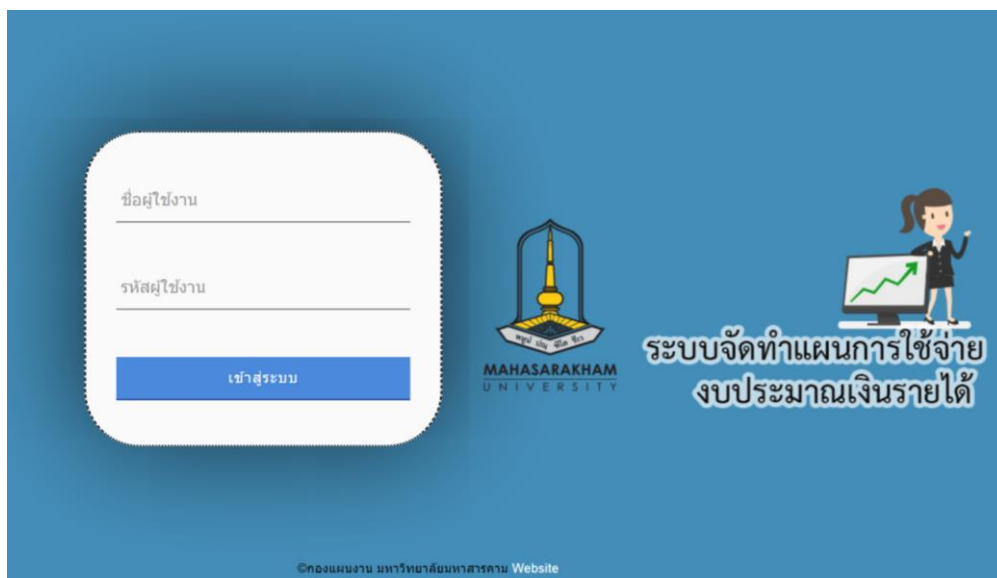 ชื่อผู้ใช้งาน
รหัสผู้ใช้งาน
เข้าสู่ระบบ
MAHASARAKHAM
UNIVERSITY
ระบบจัดทำแผนการใช้จ่าย
งบประมาณเงินรายได้
©กองแผนงาน มหาวิทยาลัยมหาสารคาม Website